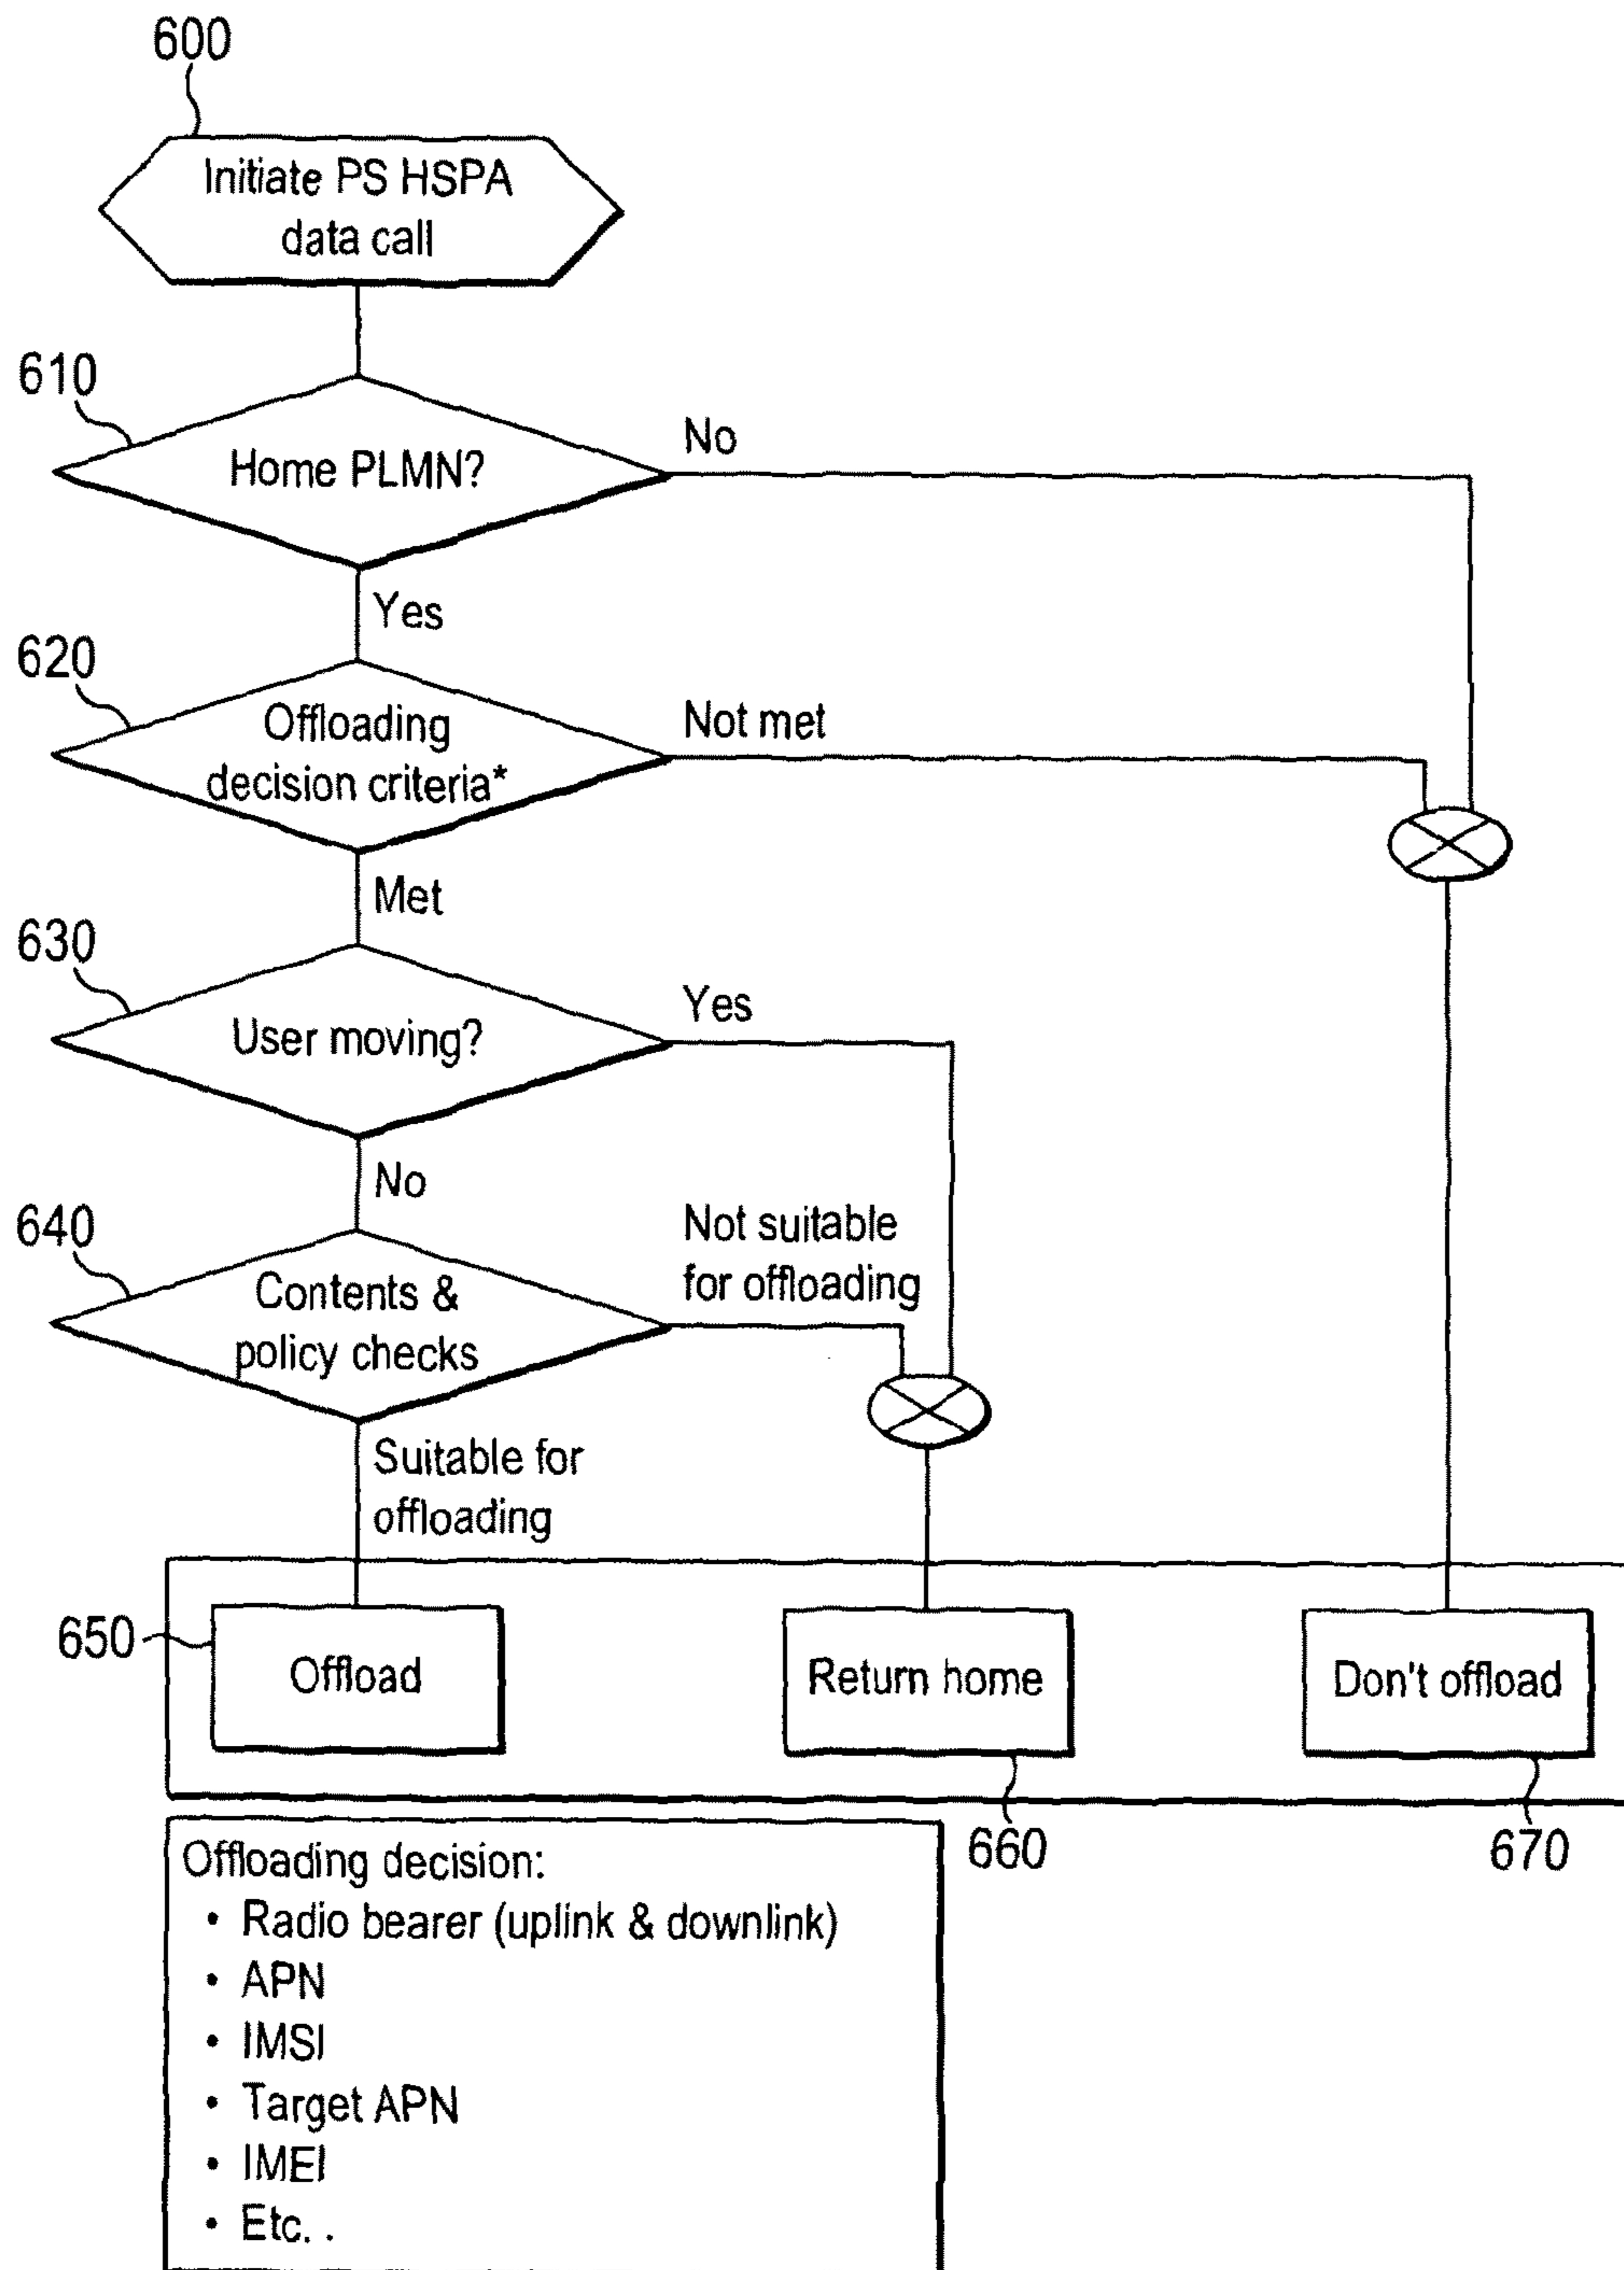 600
Initiate PS HSPA
data call
610
Home PLMN?
No
Yes
620
Offloading
decision criteria*
Not met
Met
630
User moving?
Yes
No
640
Contents &
policy checks
Not suitable
for offloading
Suitable for
offloading
650
Offload
Return home
Don't offload
660
670
Offloading decision:
• Radio bearer (uplink & downlink)
• APN
• IMSI
• Target APN
• IMEI
• Etc. .